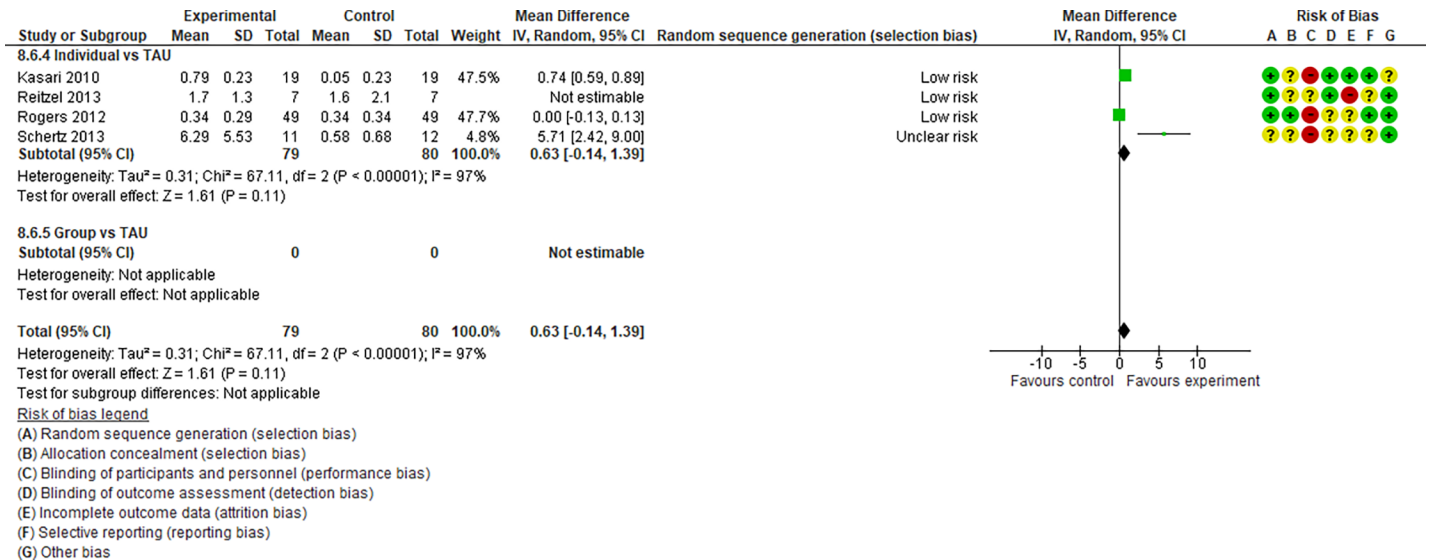 Experimental Control Mean Difference Mean Difference Risk of Bias
Study or Subgroup Mean SD Total Mean SD Total Weight IV, Random, 95% CI Random sequence generation (selection bias) IV, Random, 95% CI A B C D E F G
8.6.4 Individual vs TAU
Kasari 2010 0.79 0.23 19 0.05 0.23 19 47.5% 0.74 [0.59, 0.89] Low risk + ? - + + + ?
Reitzel 2013 1.7 1.3 7 1.6 2.1 7 Not estimable Low risk + ? ? + - ? +
Rogers 2012 0.34 0.29 49 0.34 0.34 49 47.7% 0.00 [-0.13, 0.13] Low risk + + - ? ? + +
Schertz 2013 6.29 5.53 11 0.58 0.68 12 4.8% 5.71 [2.42, 9.00] Unclear risk ? ? - ? ? ? +
Subtotal (95% CI) 79 80 100.0% 0.63 [-0.14, 1.39]
Heterogeneity: Tau² = 0.31; Chi² = 67.11, df = 2 (P < 0.00001); I² = 97%
Test for overall effect: Z = 1.61 (P = 0.11)
8.6.5 Group vs TAU
Subtotal (95% CI) 0 0 Not estimable
Heterogeneity: Not applicable
Test for overall effect: Not applicable
Total (95% CI) 79 80 100.0% 0.63 [-0.14, 1.39]
Heterogeneity: Tau² = 0.31; Chi² = 67.11, df = 2 (P < 0.00001); I² = 97%
Test for overall effect: Z = 1.61 (P = 0.11)
Test for subgroup differences: Not applicable
-10 -5 0 5 10
Favours control Favours experiment
Risk of bias legend
(A) Random sequence generation (selection bias)
(B) Allocation concealment (selection bias)
(C) Blinding of participants and personnel (performance bias)
(D) Blinding of outcome assessment (detection bias)
(E) Incomplete outcome data (attrition bias)
(F) Selective reporting (reporting bias)
(G) Other bias